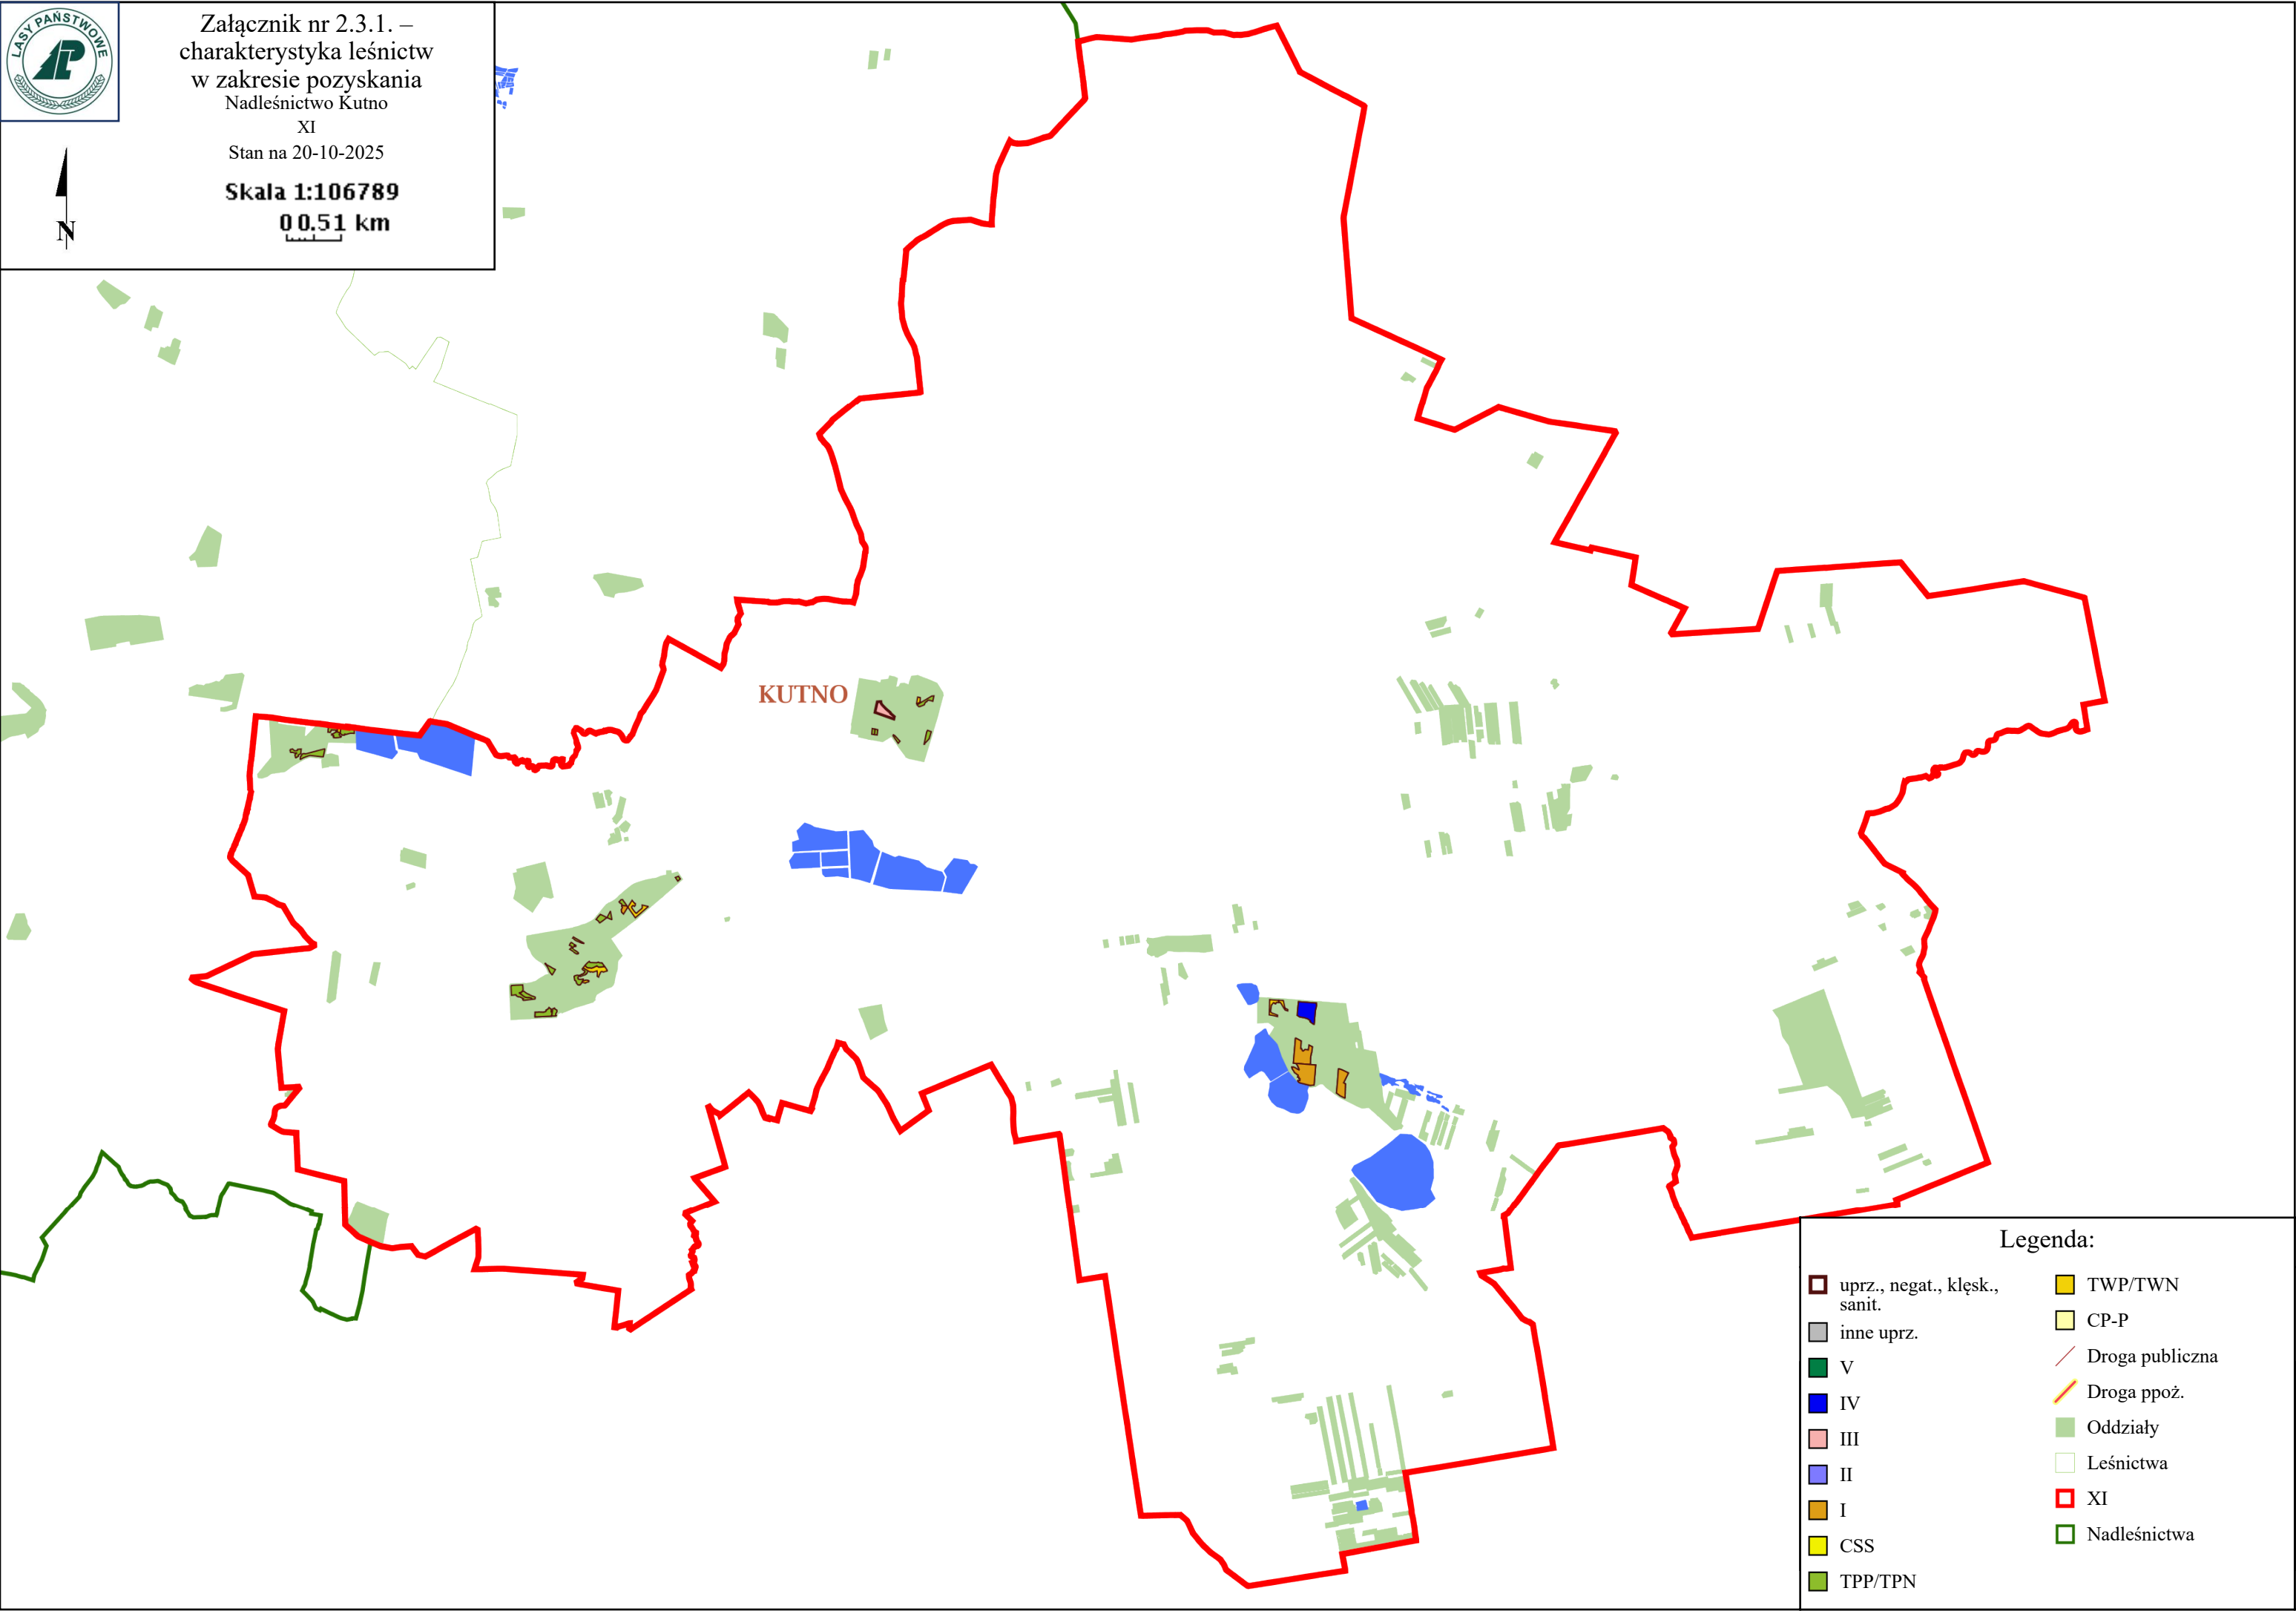 LASY PAŃSTWOWE
LP
Załącznik nr 2.3.1. –
charakterystyka leśnictw
w zakresie pozyskania
Nadleśnictwo Kutno
XI
Stan na 20-10-2025
Skala 1:106789
0 0.51 km
N
KUTNO
Legenda:
uprz., negat., klęsk.,
sanit.
inne uprz.
V
IV
III
II
I
CSS
TPP/TPN
TWP/TWN
CP-P
Droga publiczna
Droga ppoż.
Oddziały
Leśnictwa
XI
Nadleśnictwa